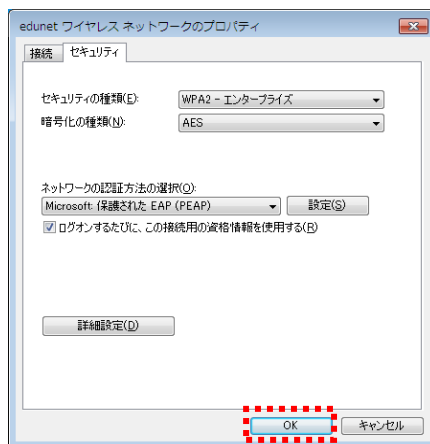 edunet ワイヤレス ネットワークのプロパティ
接続 セキュリティ
セキュリティの種類(E): WPA2 - エンタープライズ
暗号化の種類(N): AES
ネットワークの認証方法の選択(O):
Microsoft: 保護された EAP (PEAP) 設定(S)
ログオンするたびに、この接続用の資格情報を使用する(R)
詳細設定(D)
OK キャンセル